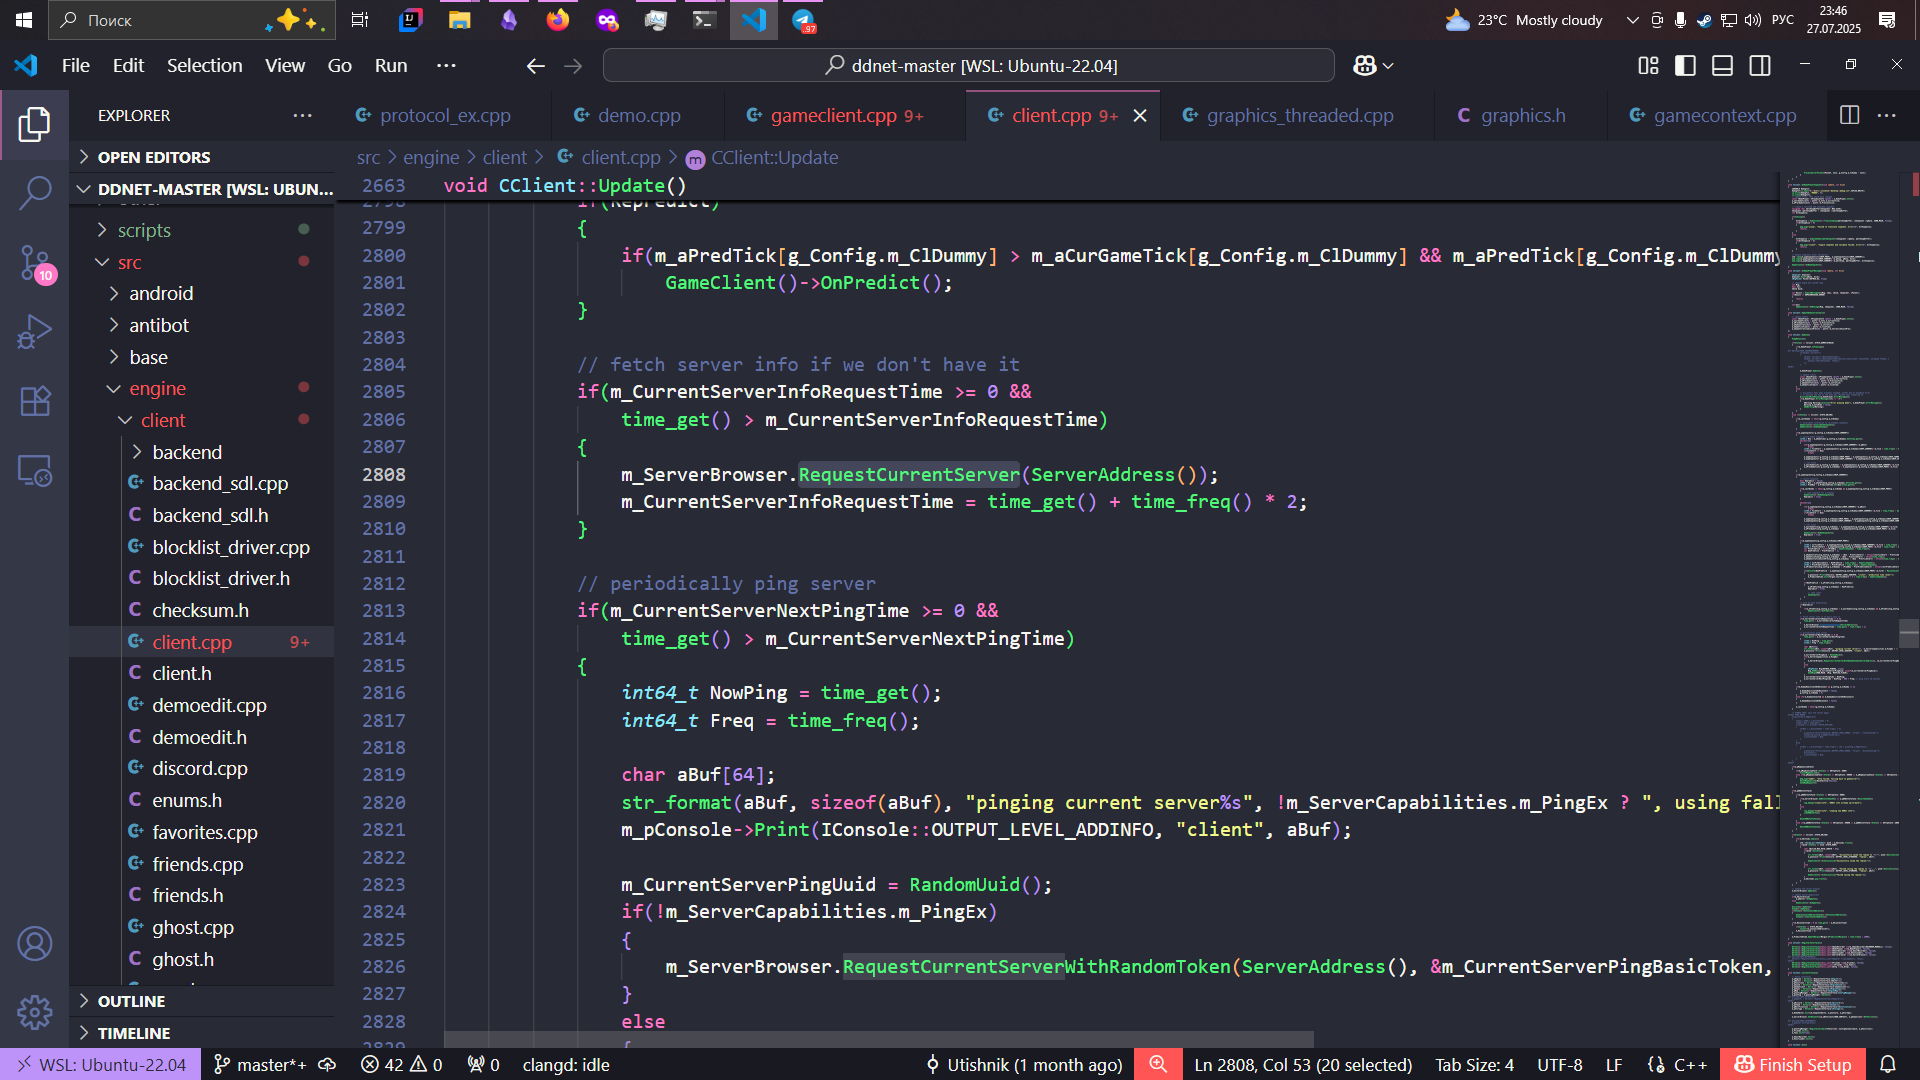 Поиск
.97
23°C Mostly cloudy
РУС
23:46
27.07.2025
File Edit Selection View Go Run ...
ddnet-master [WSL: Ubuntu-22.04]
EXPLORER
protocol_ex.cpp
demo.cpp
gameclient.cpp 9+
client.cpp 9+
graphics_threaded.cpp
graphics.h
gamecontext.cpp
OPEN EDITORS
DDNET-MASTER [WSL: UBUN...
scripts
src
android
antibot
base
engine
client
backend
backend_sdl.cpp
backend_sdl.h
blocklist_driver.cpp
blocklist_driver.h
checksum.h
client.cpp 9+
client.h
demoedit.cpp
demoedit.h
discord.cpp
enums.h
favorites.cpp
friends.cpp
friends.h
ghost.cpp
ghost.h
OUTLINE
TIMELINE
10
src > engine > client > client.cpp > CClient::Update
2663 void CClient::Update()
2798 if(Repredict)
2799 {
2800 if(m_aPredTick[g_Config.m_ClDummy] > m_aCurGameTick[g_Config.m_ClDummy] && m_aPredTick[g_Config.m_ClDummy
2801 GameClient()->OnPredict();
2802 }
2803
2804 // fetch server info if we don't have it
2805 if(m_CurrentServerInfoRequestTime >= 0 &&
2806 time_get() > m_CurrentServerInfoRequestTime)
2807 {
2808 m_ServerBrowser.RequestCurrentServer(ServerAddress());
2809 m_CurrentServerInfoRequestTime = time_get() + time_freq() * 2;
2810 }
2811
2812 // periodically ping server
2813 if(m_CurrentServerNextPingTime >= 0 &&
2814 time_get() > m_CurrentServerNextPingTime)
2815 {
2816 int64_t NowPing = time_get();
2817 int64_t Freq = time_freq();
2818
2819 char aBuf[64];
2820 str_format(aBuf, sizeof(aBuf), "pinging current server%s", !m_ServerCapabilities.m_PingEx ? ", using fall
2821 m_pConsole->Print(IConsole::OUTPUT_LEVEL_ADDINFO, "client", aBuf);
2822
2823 m_CurrentServerPingUuid = RandomUuid();
2824 if(!m_ServerCapabilities.m_PingEx)
2825 {
2826 m_ServerBrowser.RequestCurrentServerWithRandomToken(ServerAddress(), &m_CurrentServerPingBasicToken,
2827 }
2828 else
2829 {
WSL: Ubuntu-22.04
master*+
42 0
0
clangd: idle
Utishnik (1 month ago)
Ln 2808, Col 53 (20 selected)
Tab Size: 4
UTF-8
LF
C++
Finish Setup